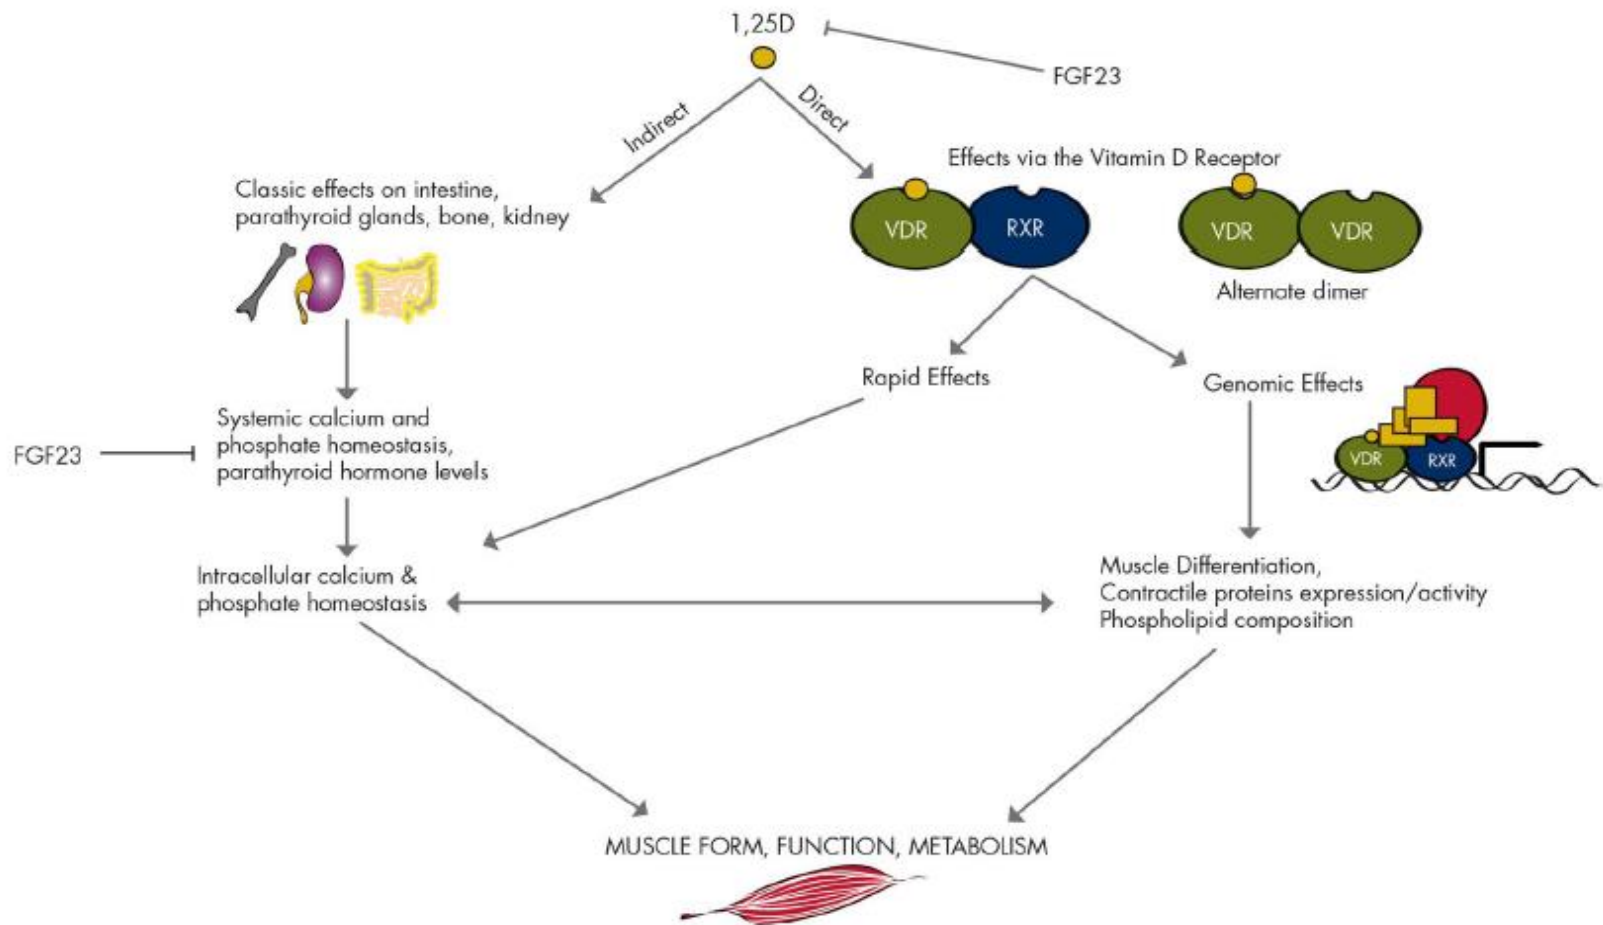 1,25D
FGF23
Indirect
Direct
Effects via the Vitamin D Receptor
Classic effects on intestine,
parathyroid glands, bone, kidney
VDR
RXR
VDR
VDR
Alternate dimer
Rapid Effects
Genomic Effects
VDR
RXR
FGF23
Systemic calcium and
phosphate homeostasis,
parathyroid hormone levels
Intracellular calcium &
phosphate homeostasis
Muscle Differentiation,
Contractile proteins expression/activity
Phospholipid composition
MUSCLE FORM, FUNCTION, METABOLISM